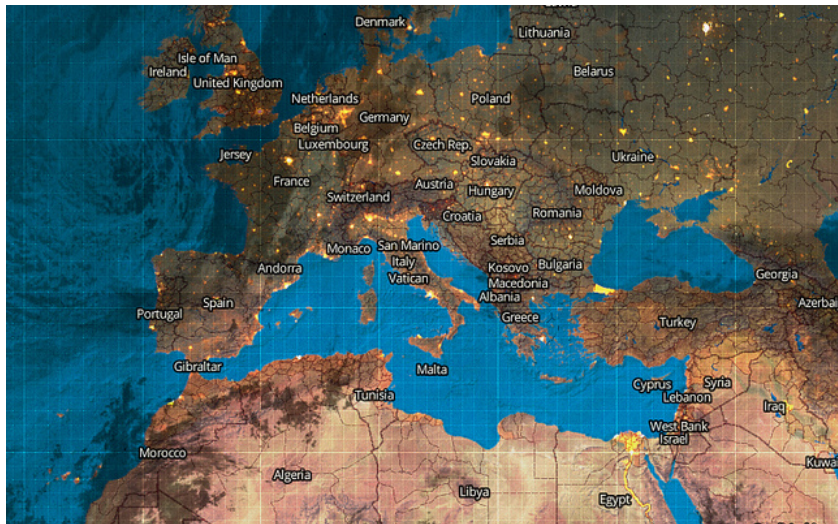 Denmark
Lithuania
Isle of Man
Ireland
United Kingdom
Belarus
Netherlands
Poland
Germany
Belgium
Luxembourg
Czech Rep.
Jersey
Slovakia
Ukraine
France
Switzerland
Austria
Hungary
Moldova
Croatia
Romania
San Marino
Monaco
Serbia
Italy
Andorra
Kosovo
Bulgaria
Georgia
Vatican
Macedonia
Spain
Albania
Azerbai
Portugal
Greece
Turkey
Gibraltar
Malta
Cyprus
Syria
Tunisia
Lebanon
Iraq
West Bank
Israel
Morocco
Kuwa
Algeria
Libya
Egypt